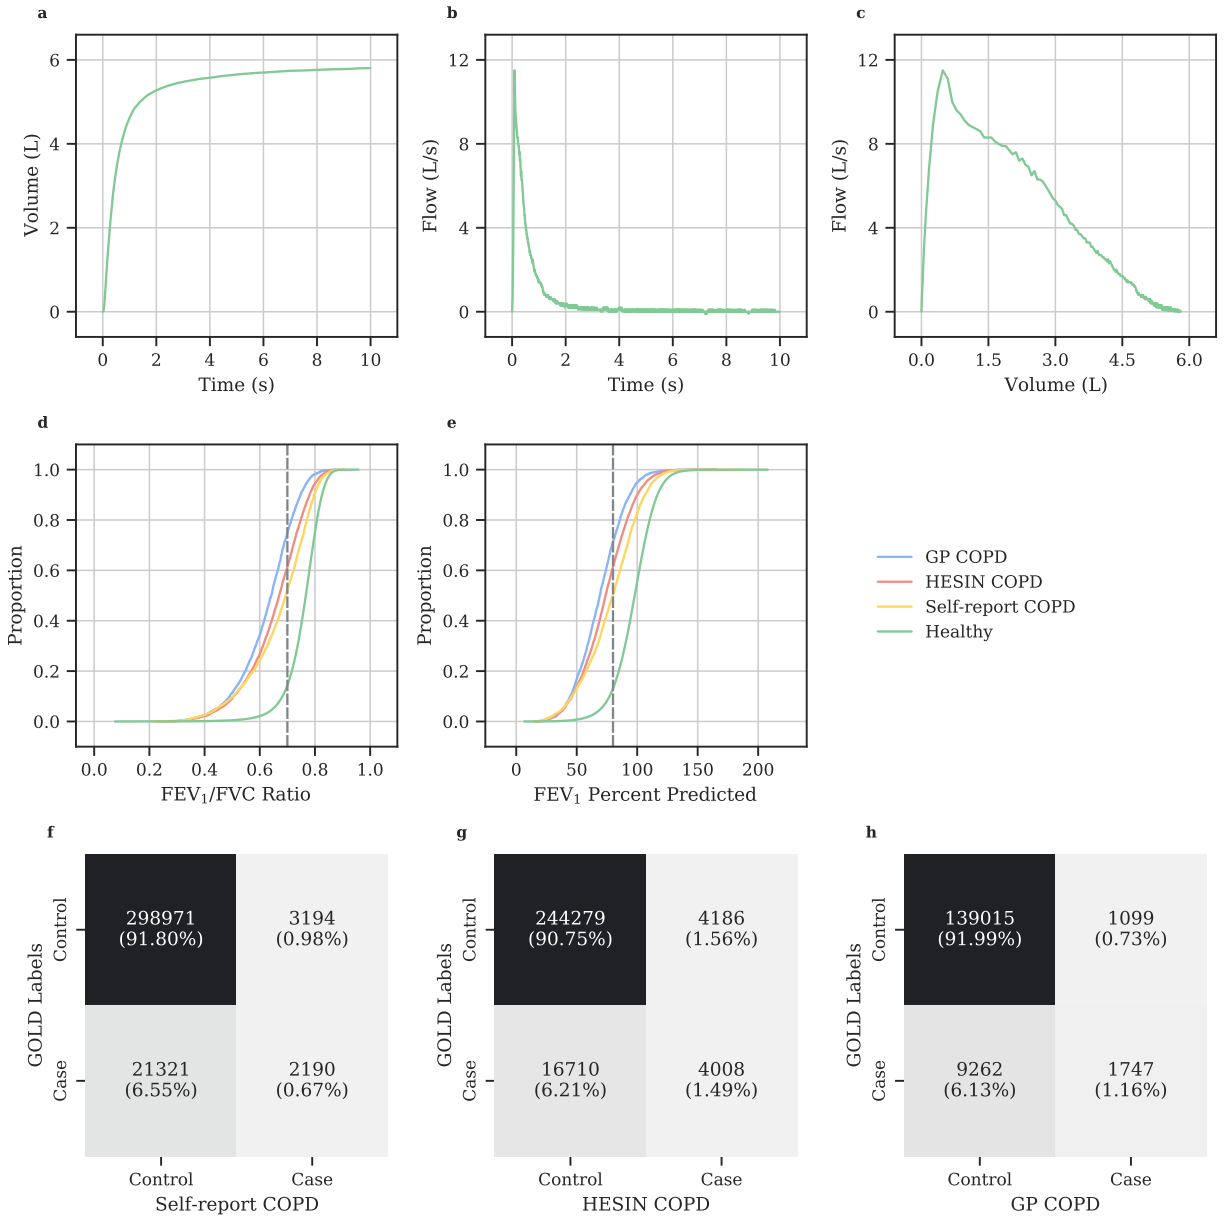 a
b
c
6
4
2
0
Volume (L)
0 2 4 6 8 10
Time (s)
12
8
4
0
Flow (L/s)
0 2 4 6 8 10
Time (s)
12
8
4
0
Flow (L/s)
0.0 1.5 3.0 4.5 6.0
Volume (L)
d
e
1.0
0.8
0.6
0.4
0.2
0.0
Proportion
0.0 0.2 0.4 0.6 0.8 1.0
FEV₁/FVC Ratio
1.0
0.8
0.6
0.4
0.2
0.0
Proportion
0 50 100 150 200
FEV₁ Percent Predicted
GP COPD
HESIN COPD
Self-report COPD
Healthy
f
g
h
GOLD Labels
Control
Case
298971
(91.80%)
3194
(0.98%)
21321
(6.55%)
2190
(0.67%)
Control Case
Self-report COPD
GOLD Labels
Control
Case
244279
(90.75%)
4186
(1.56%)
16710
(6.21%)
4008
(1.49%)
Control Case
HESIN COPD
GOLD Labels
Control
Case
139015
(91.99%)
1099
(0.73%)
9262
(6.13%)
1747
(1.16%)
Control Case
GP COPD